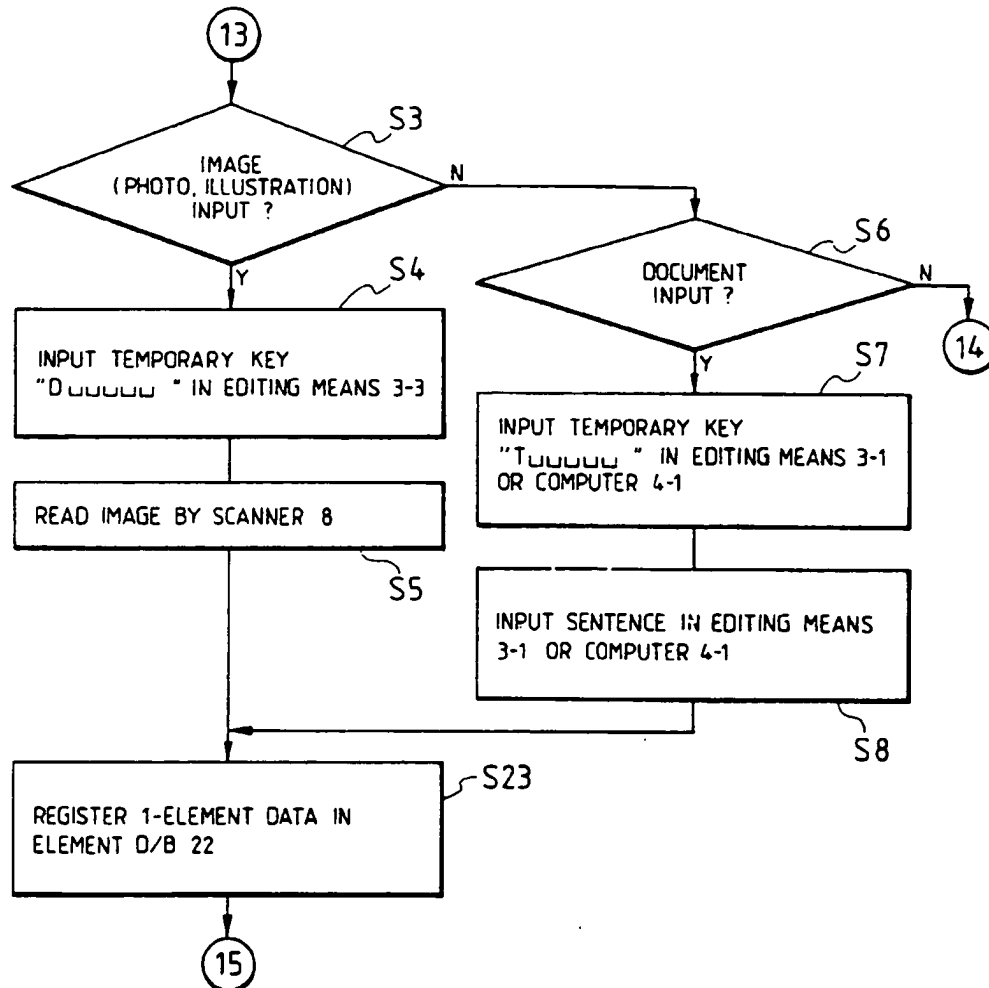 13
S3
IMAGE
(PHOTO, ILLUSTRATION)
INPUT ?
N
Y
S4
INPUT TEMPORARY KEY
"D␣␣␣␣␣ " IN EDITING MEANS 3-3
READ IMAGE BY SCANNER 8
S5
S6
DOCUMENT
INPUT ?
N
14
Y
S7
INPUT TEMPORARY KEY
"T␣␣␣␣␣ " IN EDITING MEANS 3-1
OR COMPUTER 4-1
INPUT SENTENCE IN EDITING MEANS
3-1 OR COMPUTER 4-1
S8
S23
REGISTER 1-ELEMENT DATA IN
ELEMENT D/B 22
15